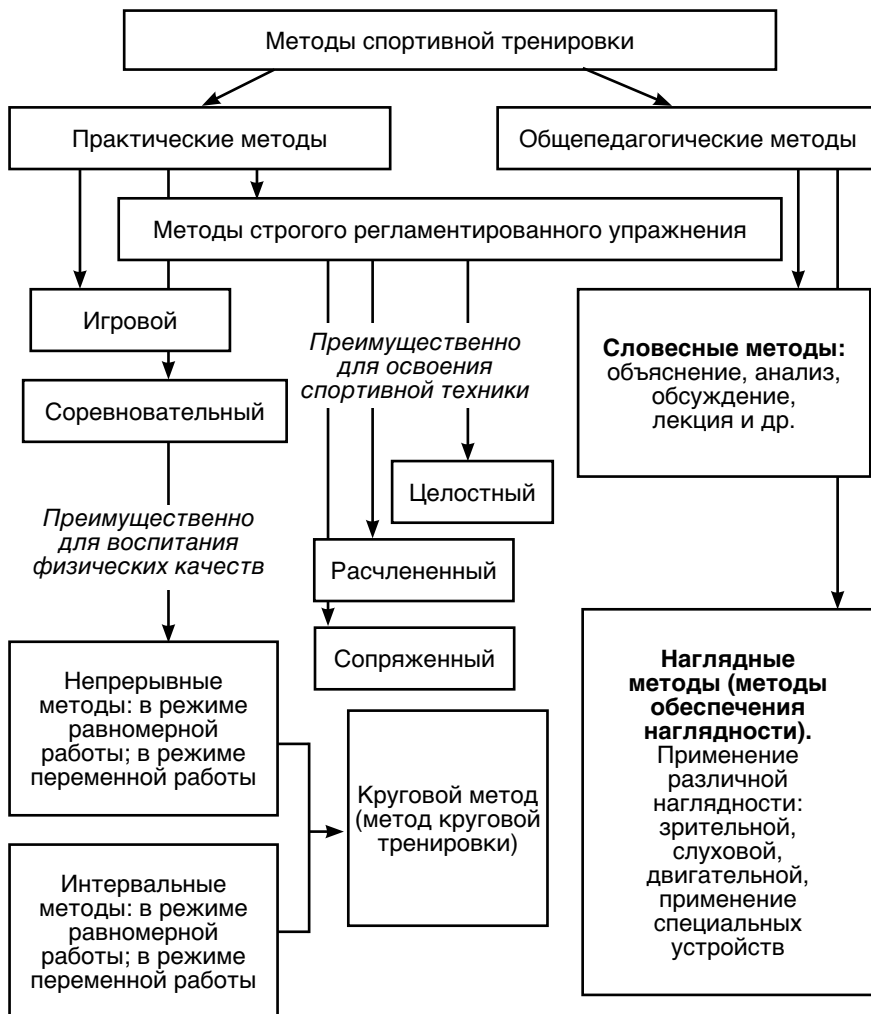 Методы спортивной тренировки
Практические методы
Общепедагогические методы
Методы строго регламентированного упражнения
Игровой
Преимущественно
для освоения
спортивной техники
Словесные методы:
объяснение, анализ,
обсуждение,
лекция и др.
Соревновательный
Целостный
Преимущественно
для воспитания
физических качеств
Расчлененный
Сопряженный
Непрерывные
методы: в режиме
равномерной
работы; в режиме
переменной работы
Наглядные
методы (методы
обеспечения
наглядности).
Применение
различной
наглядности:
зрительной,
слуховой,
двигательной,
применение
специальных
устройств
Круговой метод
(метод круговой
тренировки)
Интервальные
методы: в режиме
равномерной
работы; в режиме
переменной работы